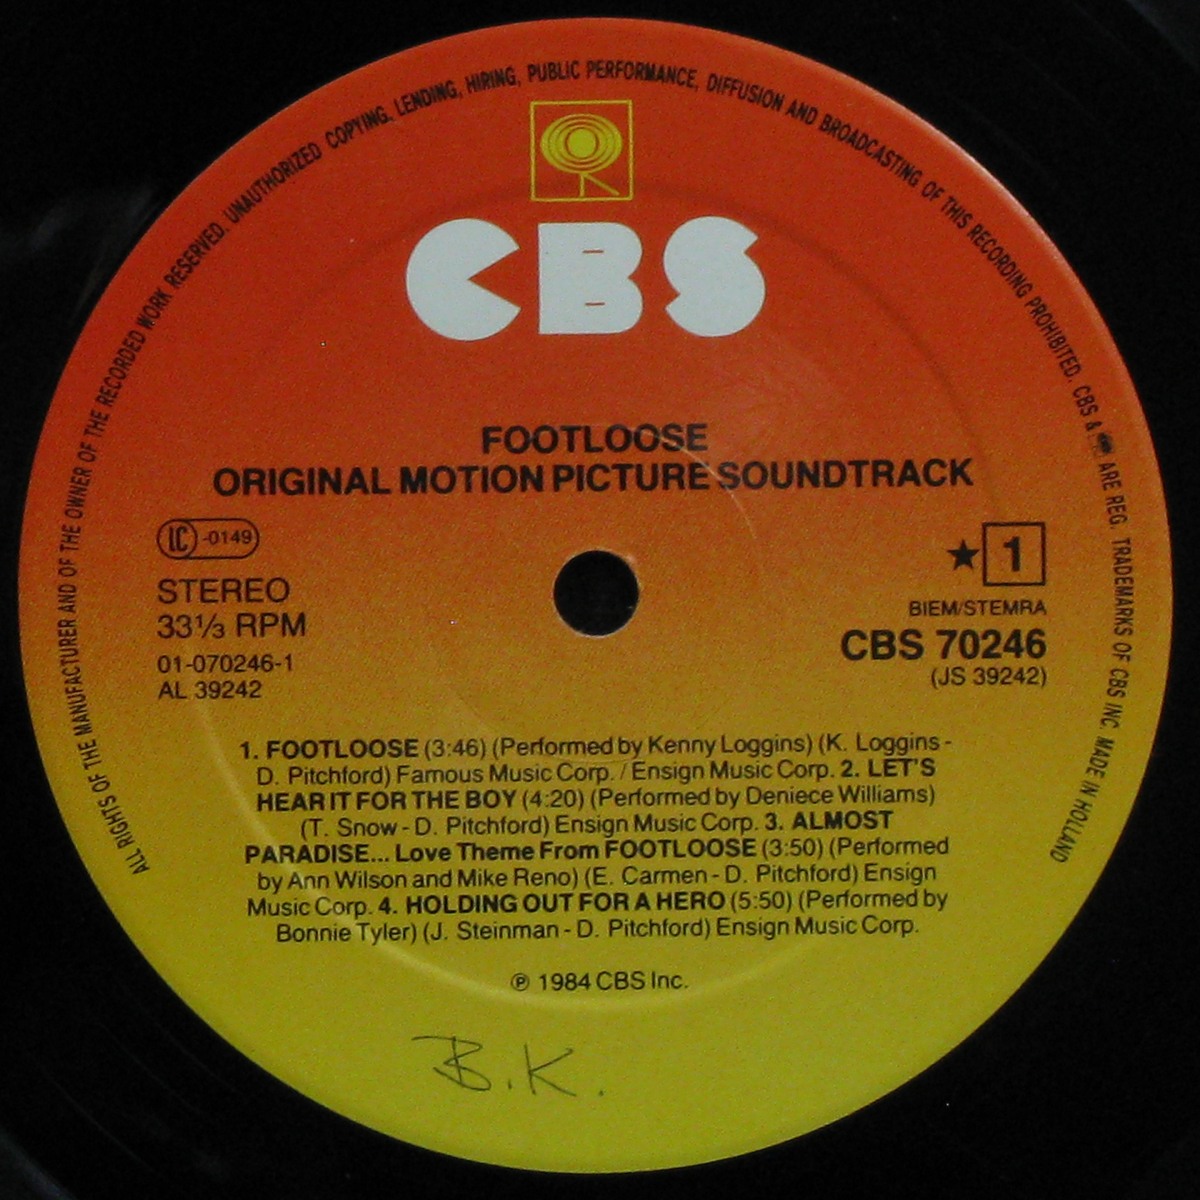 ALL RIGHTS OF THE MANUFACTURER AND OF THE OWNER OF THE RECORDED WORK RESERVED. UNAUTHORIZED COPYING, LENDING, HIRING, PUBLIC PERFORMANCE, DIFFUSION AND BROADCASTING OF THIS RECORDING PROHIBITED. CBS & ARE REG. TRADEMARKS OF CBS INC. MADE IN HOLLAND
CBS
FOOTLOOSE
ORIGINAL MOTION PICTURE SOUNDTRACK
LC -0149
★ 1
STEREO
BIEM/STEMRA
33⅓ RPM
CBS 70246
01-070246-1
(JS 39242)
AL 39242
1. FOOTLOOSE (3:46) (Performed by Kenny Loggins) (K. Loggins -
D. Pitchford) Famous Music Corp. / Ensign Music Corp. 2. LET'S
HEAR IT FOR THE BOY (4:20) (Performed by Deniece Williams)
(T. Snow - D. Pitchford) Ensign Music Corp. 3. ALMOST
PARADISE... Love Theme From FOOTLOOSE (3:50) (Performed
by Ann Wilson and Mike Reno) (E. Carmen - D. Pitchford) Ensign
Music Corp. 4. HOLDING OUT FOR A HERO (5:50) (Performed by
Bonnie Tyler) (J. Steinman - D. Pitchford) Ensign Music Corp.
℗ 1984 CBS Inc.
B.K.